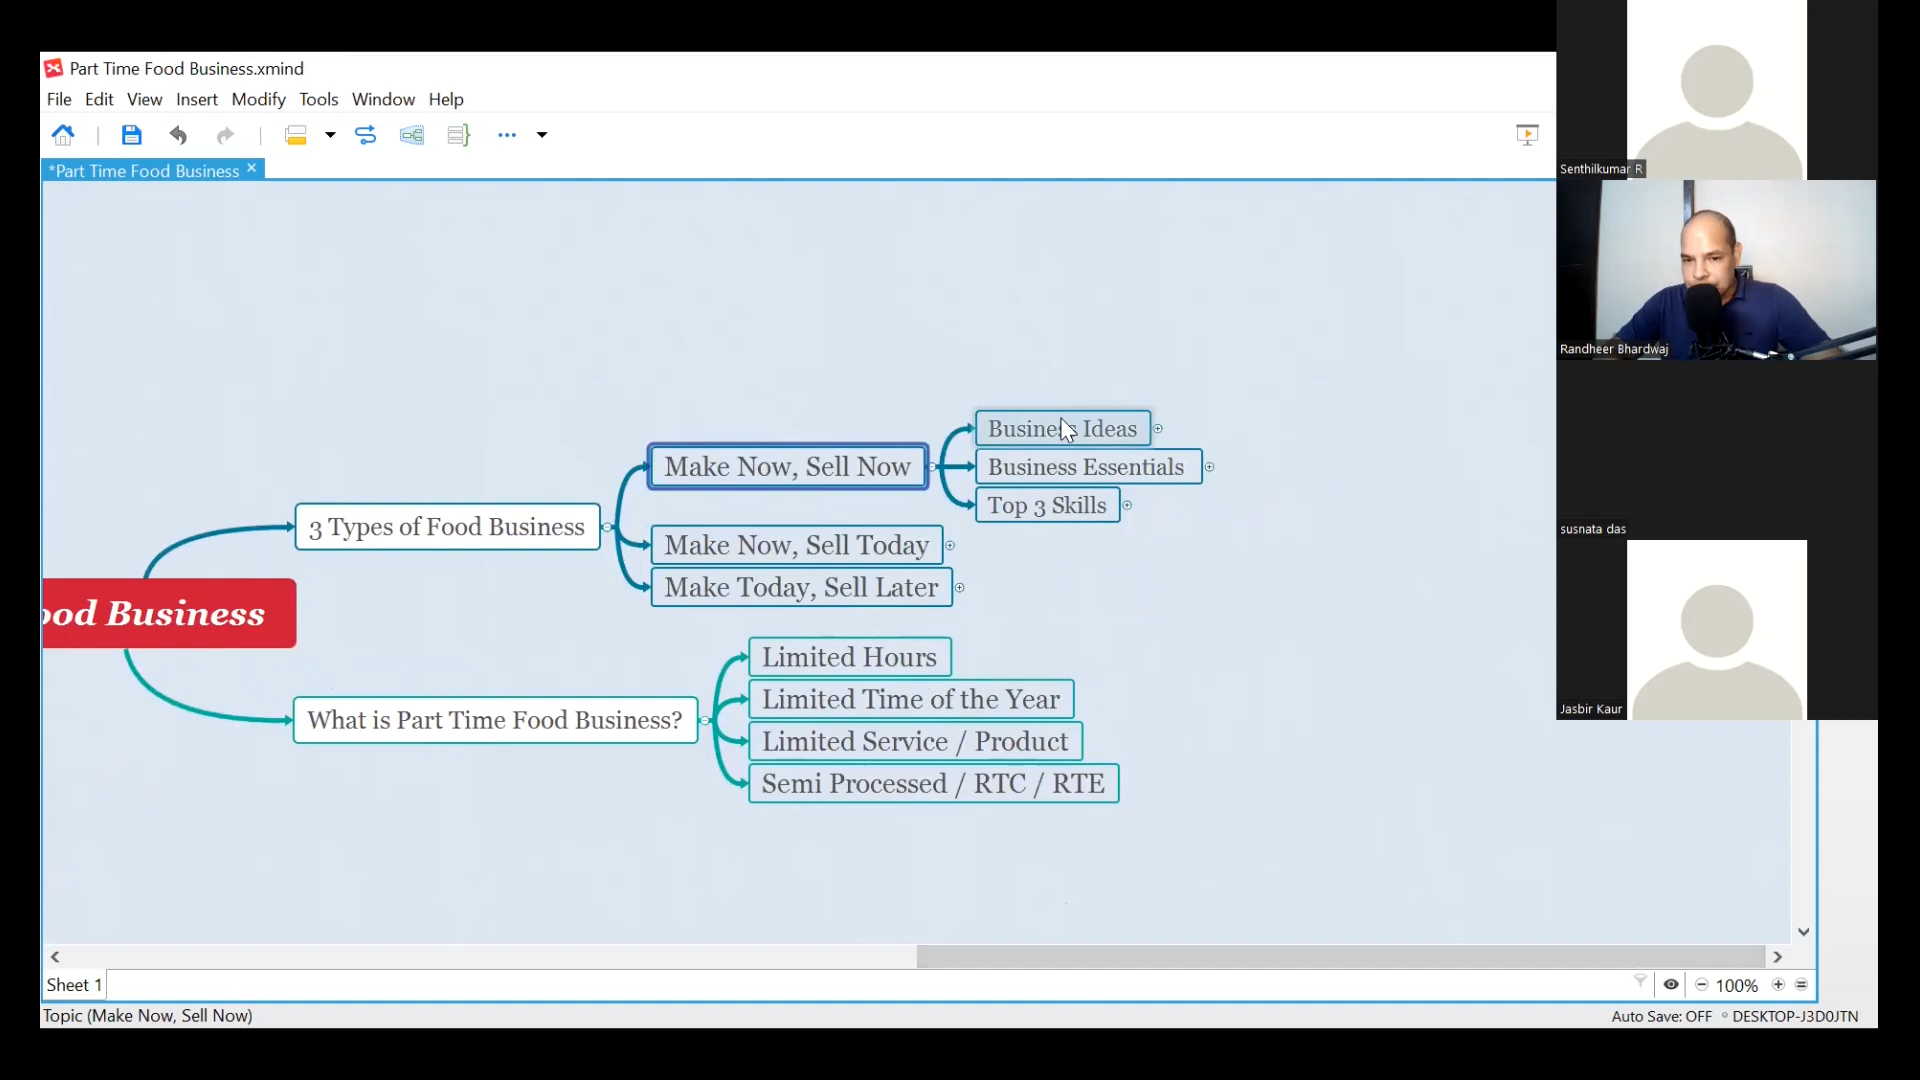 Part Time Food Business.xmind
File Edit View Insert Modify Tools Window Help
*Part Time Food Business
Business Ideas
Make Now, Sell Now
Business Essentials
Top 3 Skills
3 Types of Food Business
Make Now, Sell Today
Make Today, Sell Later
ood Business
Limited Hours
Limited Time of the Year
What is Part Time Food Business?
Limited Service / Product
Semi Processed / RTC / RTE
Sheet 1
100%
Topic (Make Now, Sell Now)
Auto Save: OFF
DESKTOP-J3D0JTN
Senthilkumar R
Randheer Bhardwaj
susnata das
Jasbir Kaur